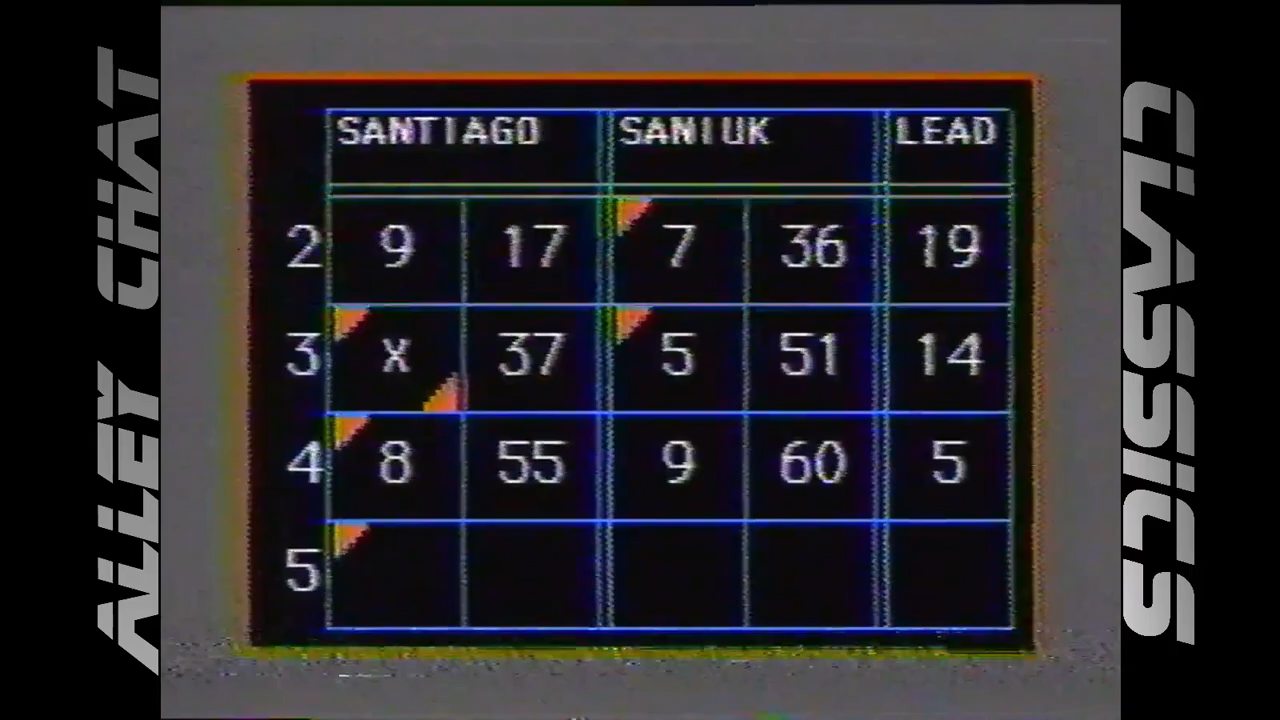 ALLEY CHAT
SANTIAGO SANIUK LEAD
2 9 17 7 36 19
3 x 37 5 51 14
4 8 55 9 60 5
5
CLASSICS